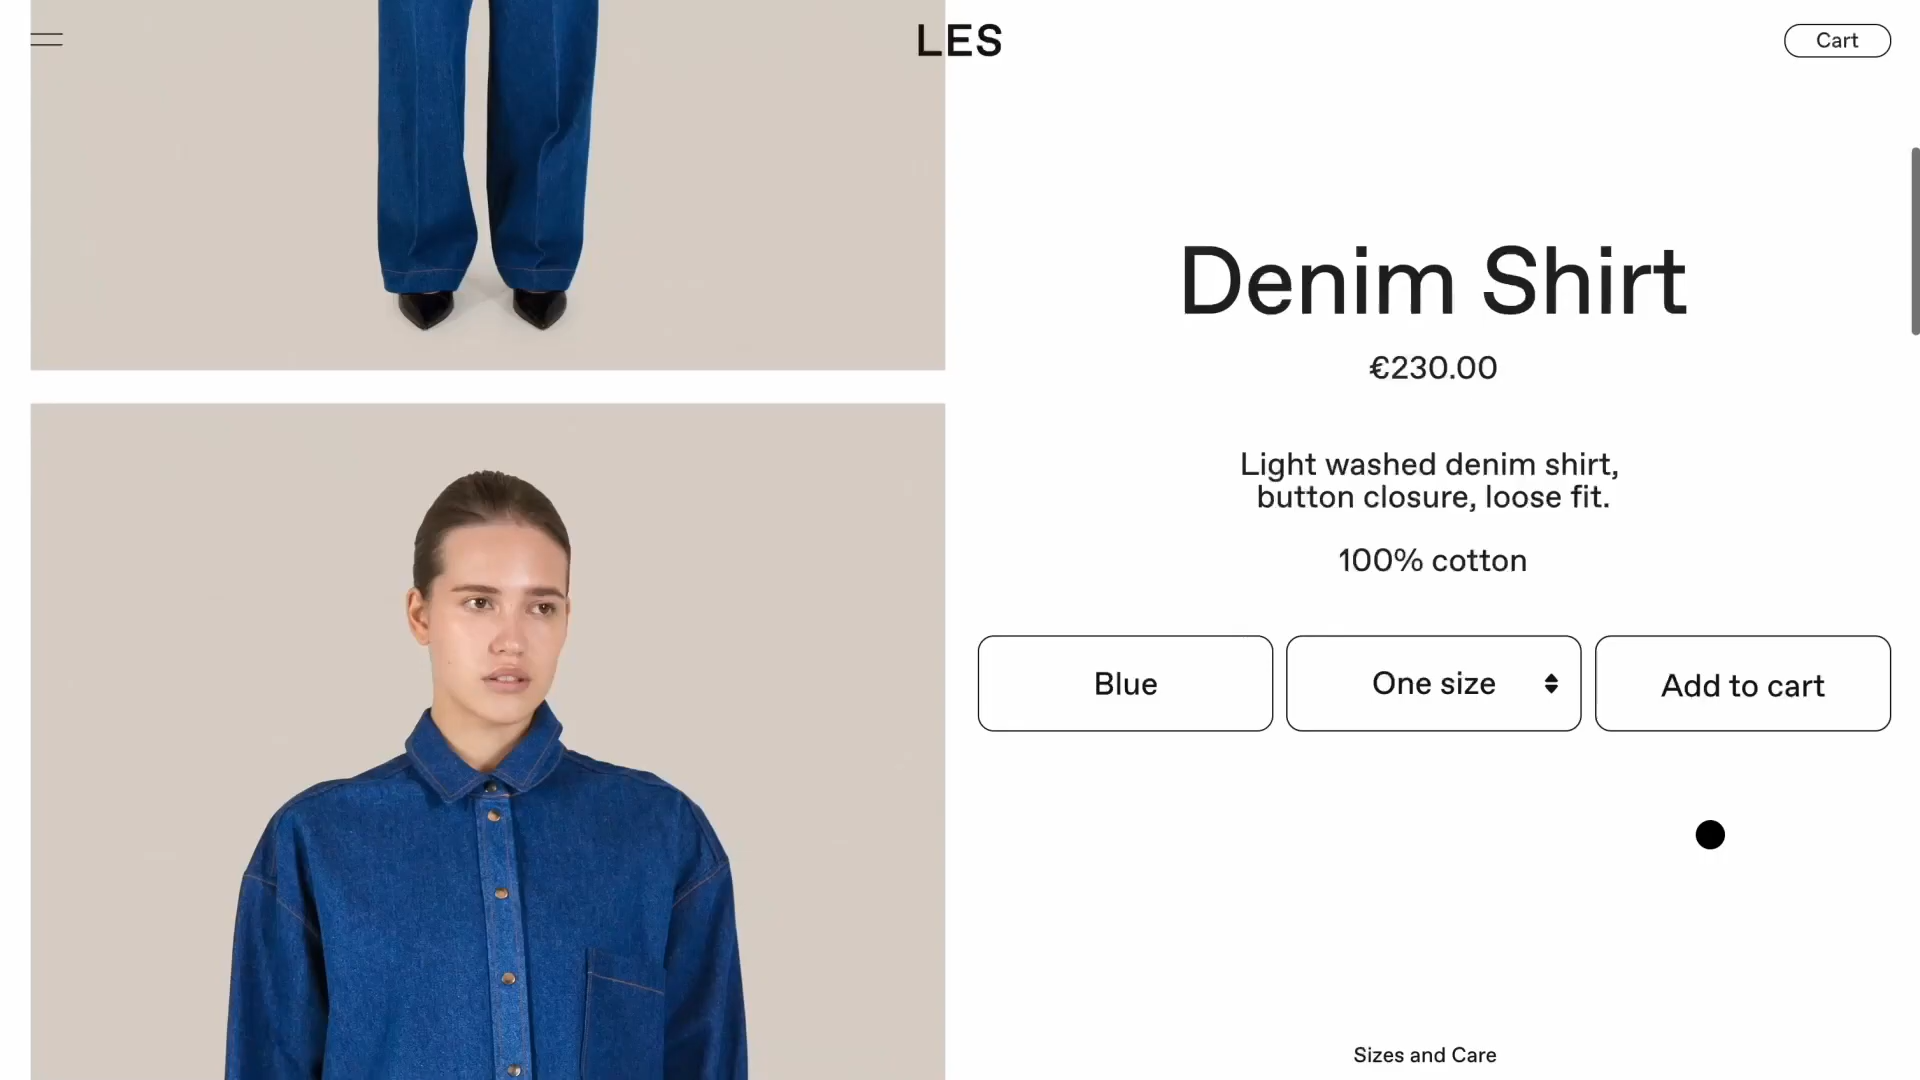 LES
Cart
Denim Shirt
€230.00
Light washed denim shirt,
button closure, loose fit.
100% cotton
Blue
One size
Add to cart
Sizes and Care